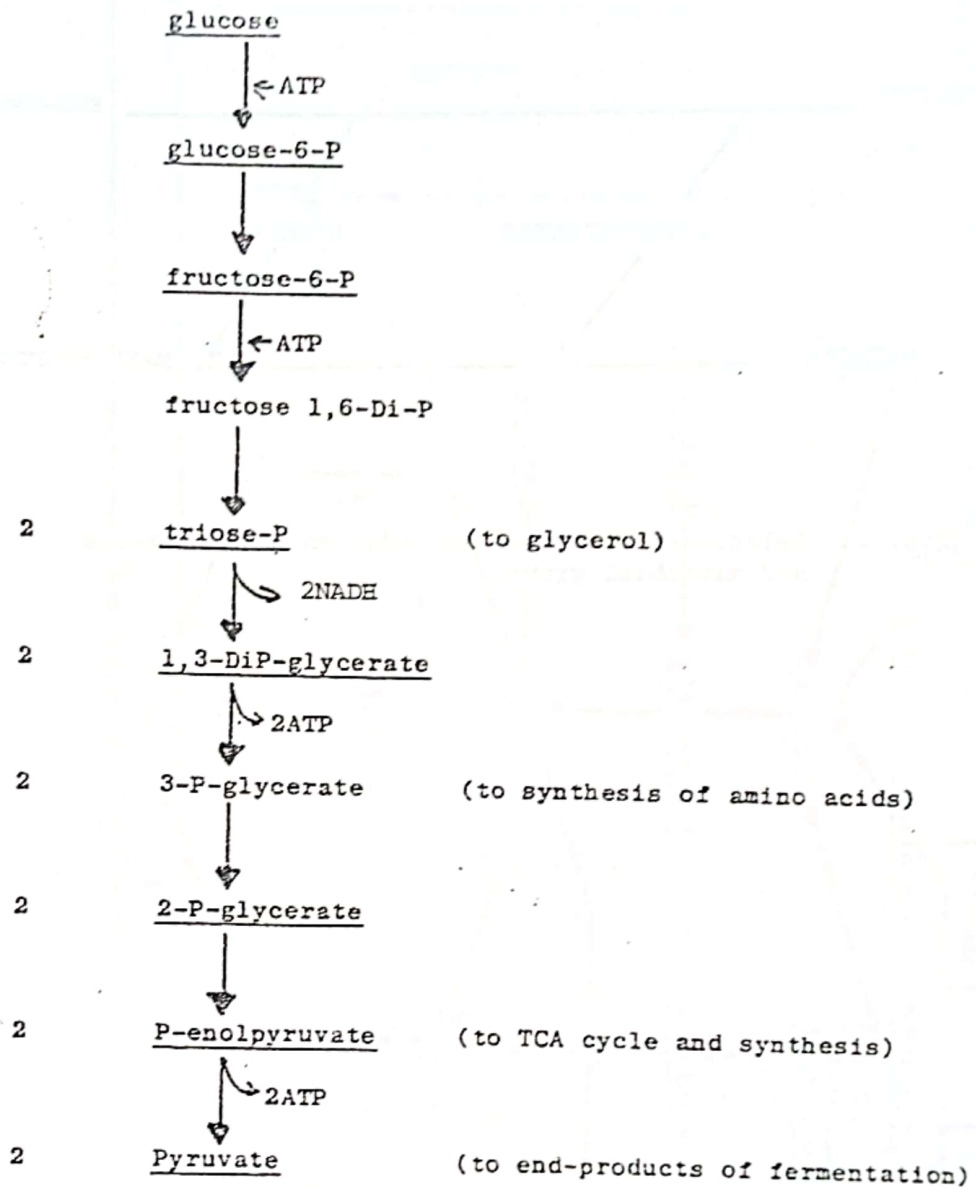 glucose
ATP
glucose-6-P
fructose-6-P
ATP
fructose 1,6-Di-P
2 triose-P (to glycerol)
2NADH
2 1,3-DiP-glycerate
2ATP
2 3-P-glycerate (to synthesis of amino acids)
2 2-P-glycerate
2 P-enolpyruvate (to TCA cycle and synthesis)
2ATP
2 Pyruvate (to end-products of fermentation)